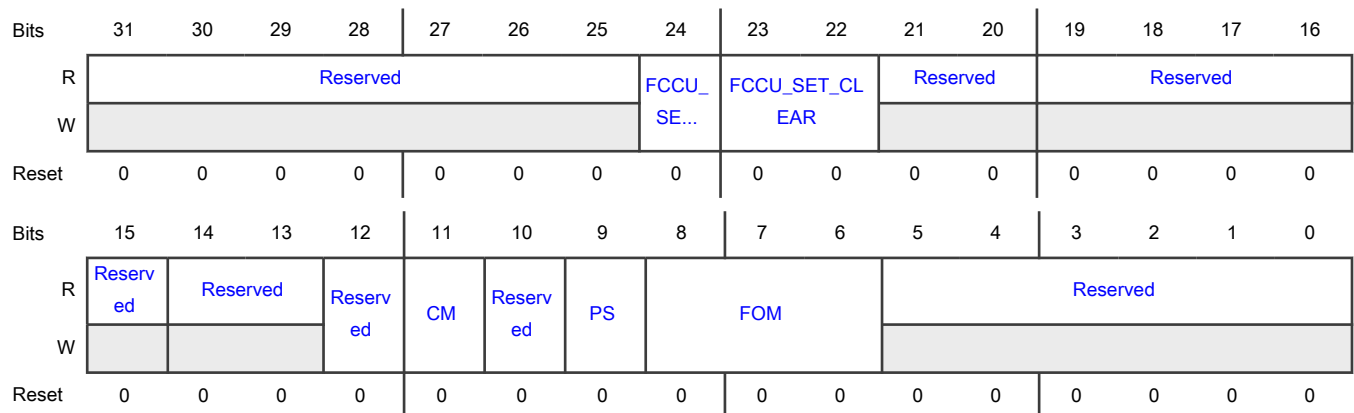 Bits 31 30 29 28 27 26 25 24 23 22 21 20 19 18 17 16
R Reserved FCCU_ FCCU_SET_CL Reserved Reserved
SE... EAR
W
Reset 0 0 0 0 0 0 0 0 0 0 0 0 0 0 0 0
Bits 15 14 13 12 11 10 9 8 7 6 5 4 3 2 1 0
R Reserv Reserved Reserv CM Reserv PS FOM Reserved
ed ed ed
W
Reset 0 0 0 0 0 0 0 0 0 0 0 0 0 0 0 0